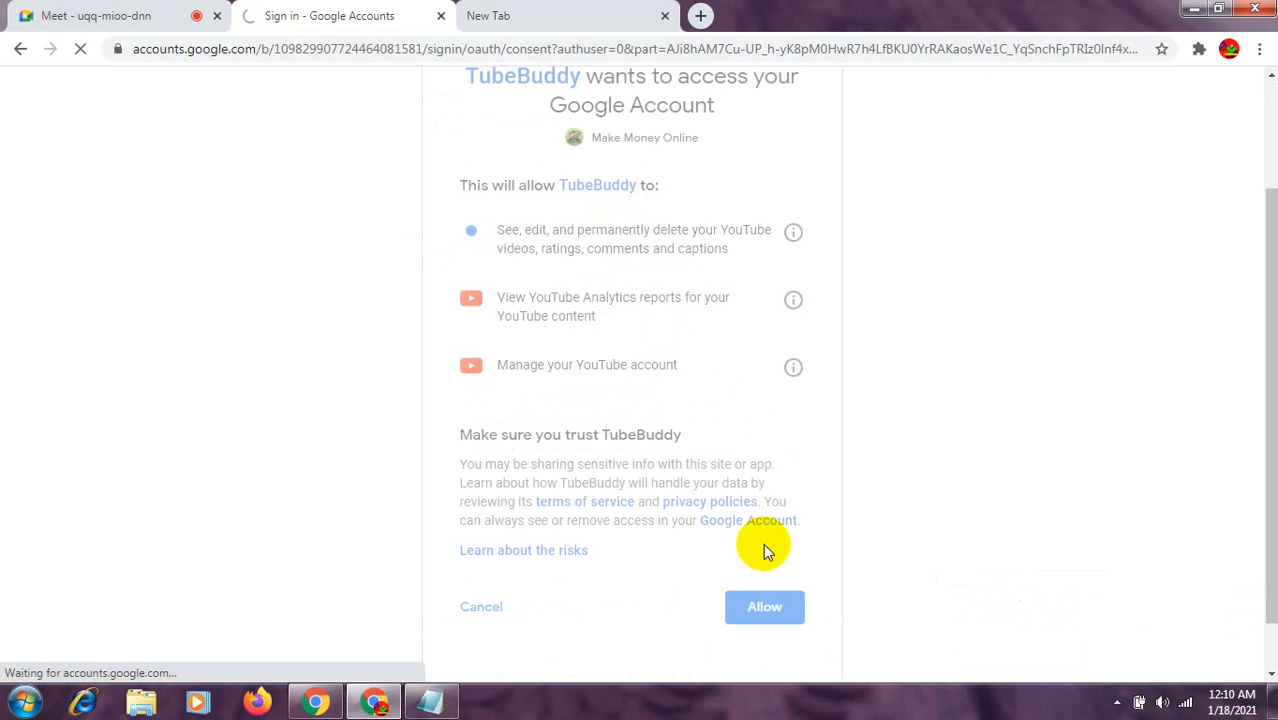 Meet - uqq-mioo-dnn
Sign in - Google Accounts
New Tab
accounts.google.com/b/109829907724464081581/signin/oauth/consent?authuser=0&part=AJi8hAM7Cu-UP_h-yK8pM0HwR7h4LfBKU0YrRAKaosWe1C_YqSnchFpTRIz0Inf4x...
TubeBuddy wants to access your
Google Account
Make Money Online
This will allow TubeBuddy to:
See, edit, and permanently delete your YouTube
videos, ratings, comments and captions
View YouTube Analytics reports for your
YouTube content
Manage your YouTube account
Make sure you trust TubeBuddy
You may be sharing sensitive info with this site or app.
Learn about how TubeBuddy will handle your data by
reviewing its terms of service and privacy policies. You
can always see or remove access in your Google Account.
Learn about the risks
Cancel
Allow
Waiting for accounts.google.com...
12:10 AM
1/18/2021